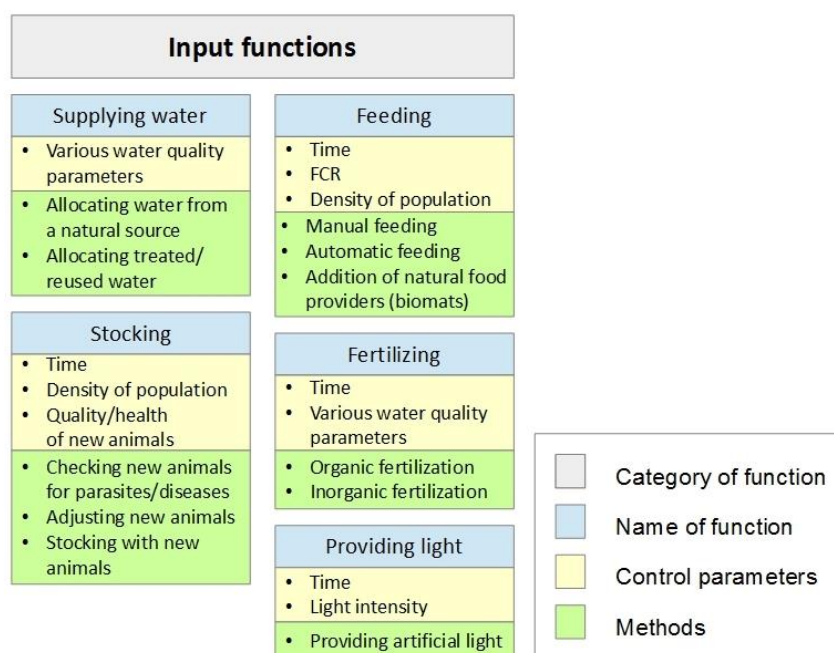 Input functions
Supplying water
• Various water quality
parameters
• Allocating water from
a natural source
• Allocating treated/
reused water
Stocking
• Time
• Density of population
• Quality/health
of new animals
• Checking new animals
for parasites/diseases
• Adjusting new animals
• Stocking with new
animals
Feeding
• Time
• FCR
• Density of population
• Manual feeding
• Automatic feeding
• Addition of natural food
providers (biomats)
Fertilizing
• Time
• Various water quality
parameters
• Organic fertilization
• Inorganic fertilization
Providing light
• Time
• Light intensity
• Providing artificial light
Category of function
Name of function
Control parameters
Methods